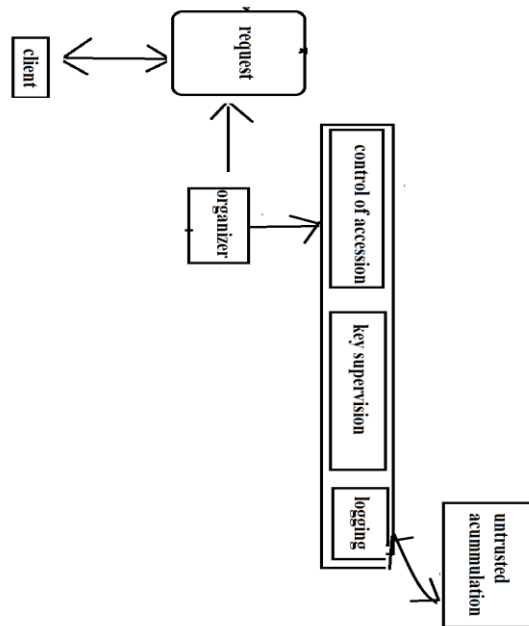 client
request
organizer
control of accession
key supervision
logging
untrusted
acummulation